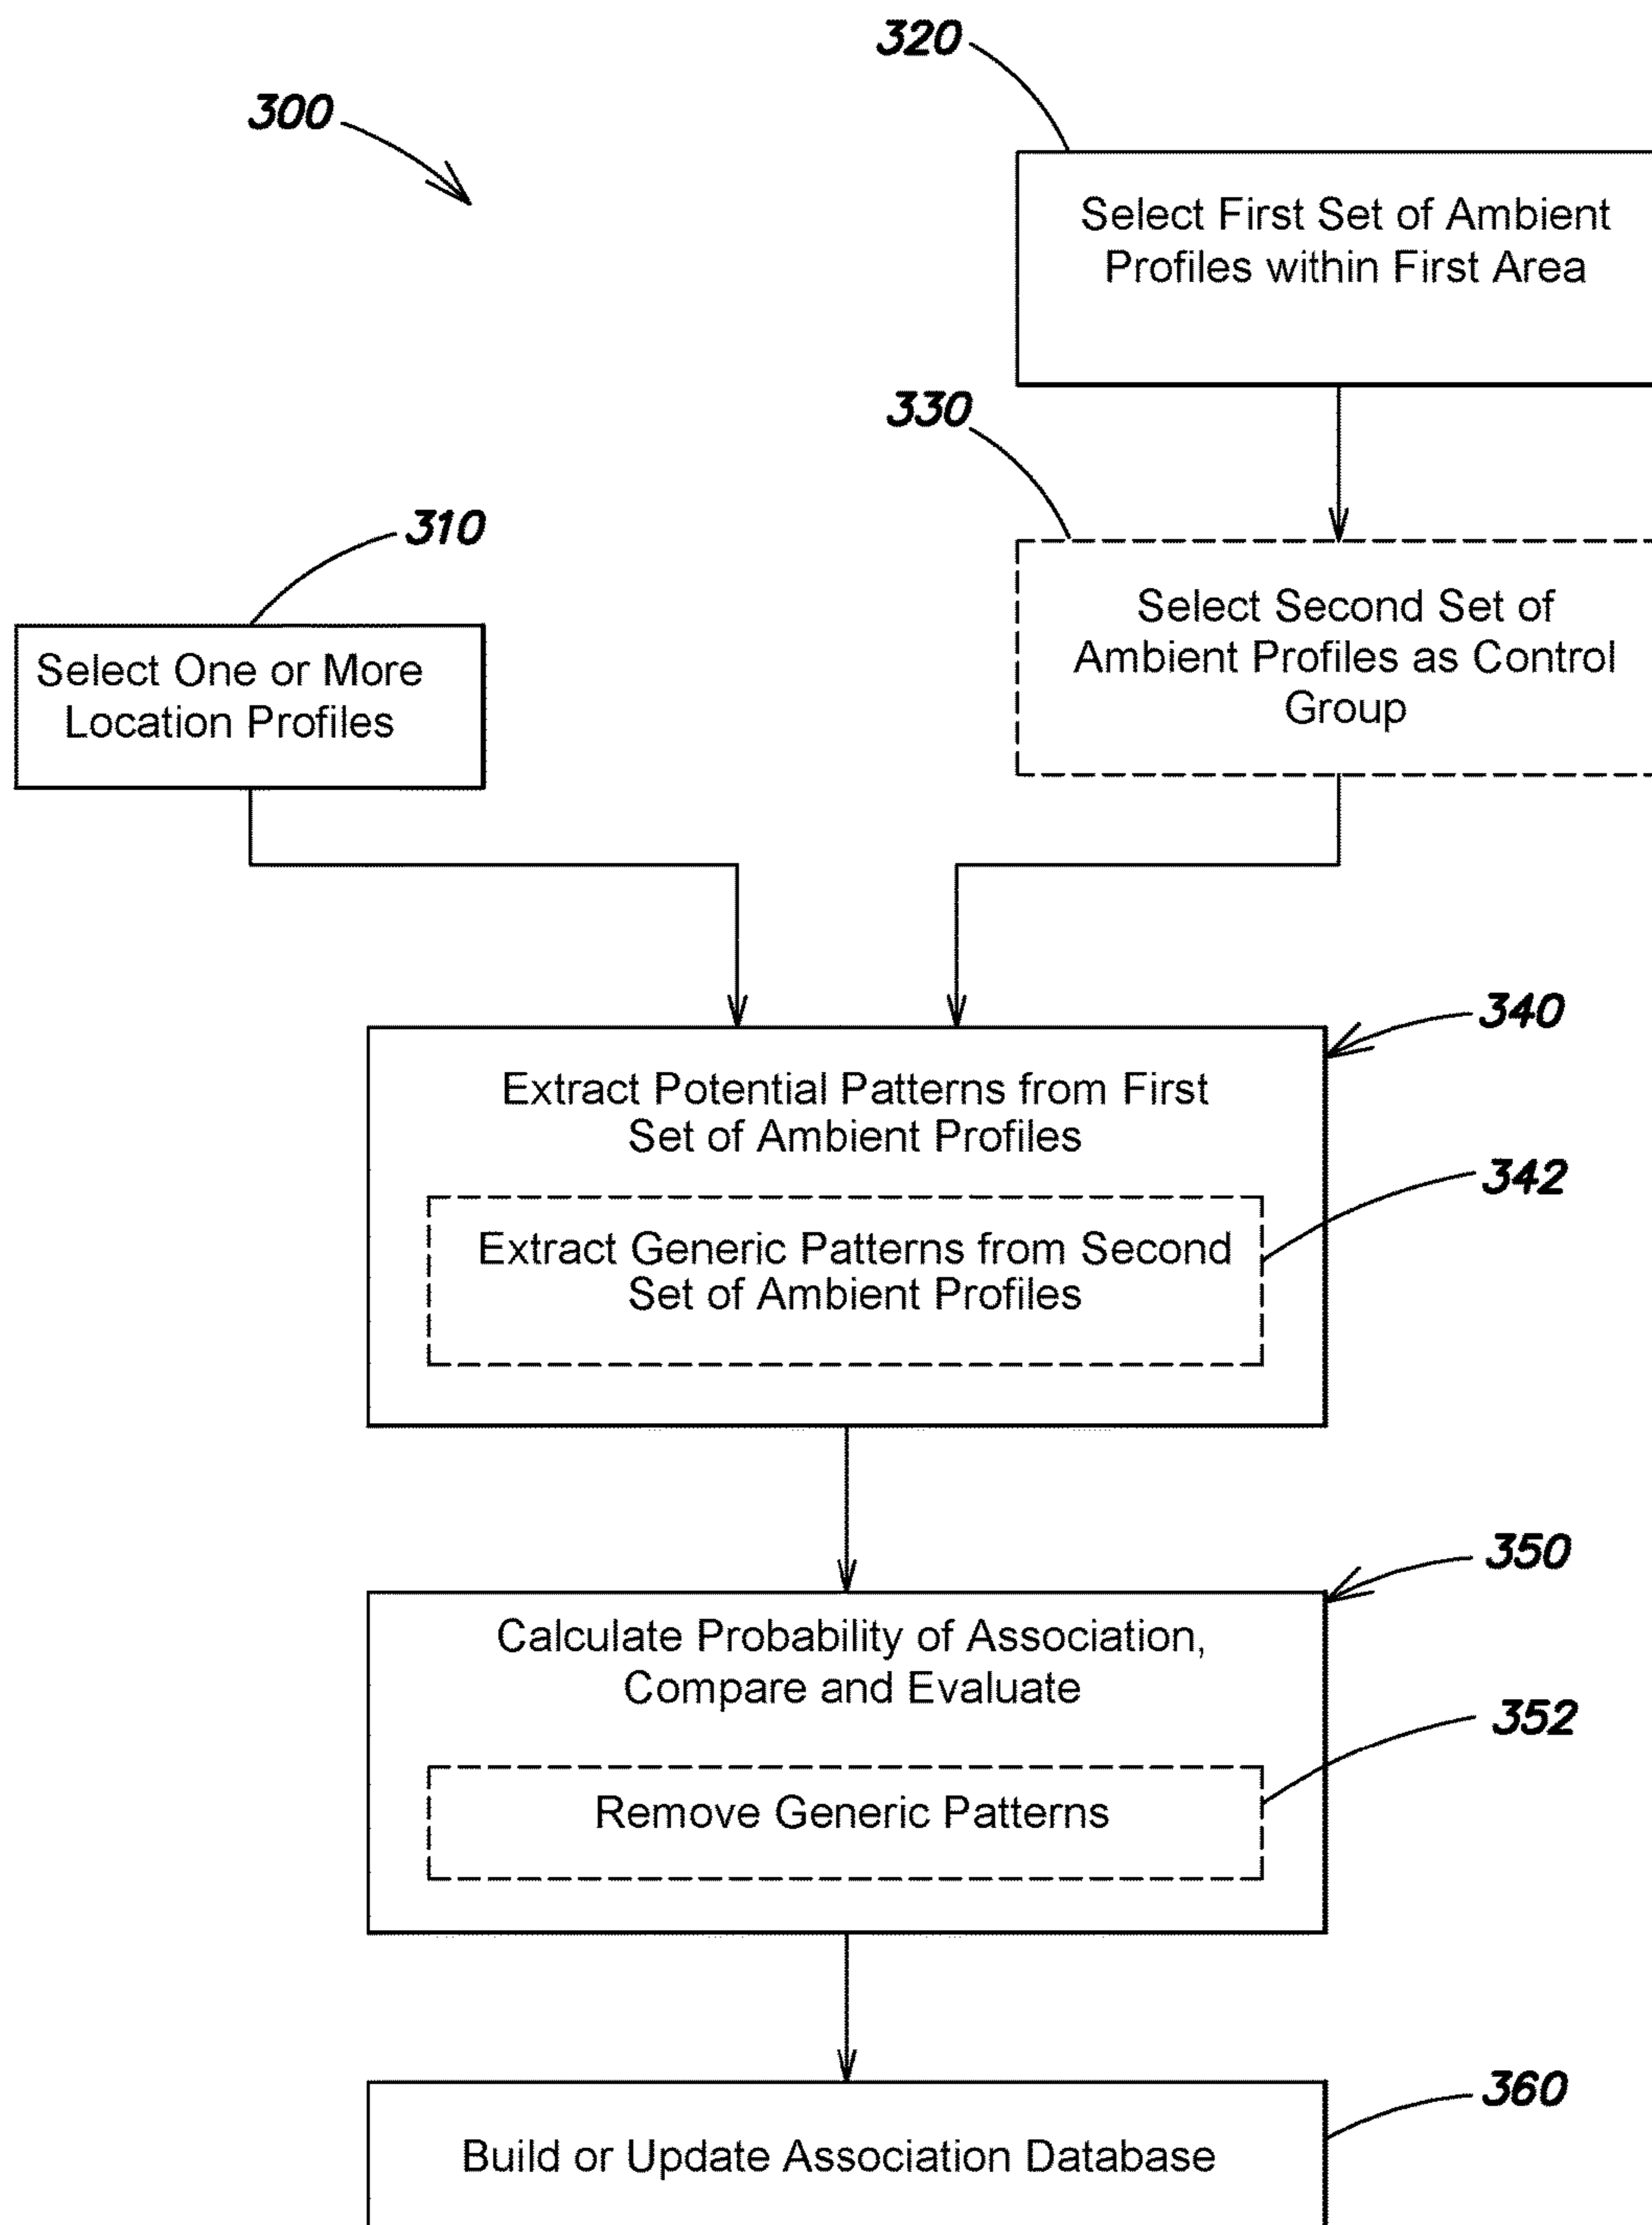 320
300
Select First Set of Ambient
Profiles within First Area
330
310
Select Second Set of
Ambient Profiles as Control
Group
Select One or More
Location Profiles
340
Extract Potential Patterns from First
Set of Ambient Profiles
342
Extract Generic Patterns from Second
Set of Ambient Profiles
350
Calculate Probability of Association,
Compare and Evaluate
352
Remove Generic Patterns
360
Build or Update Association Database